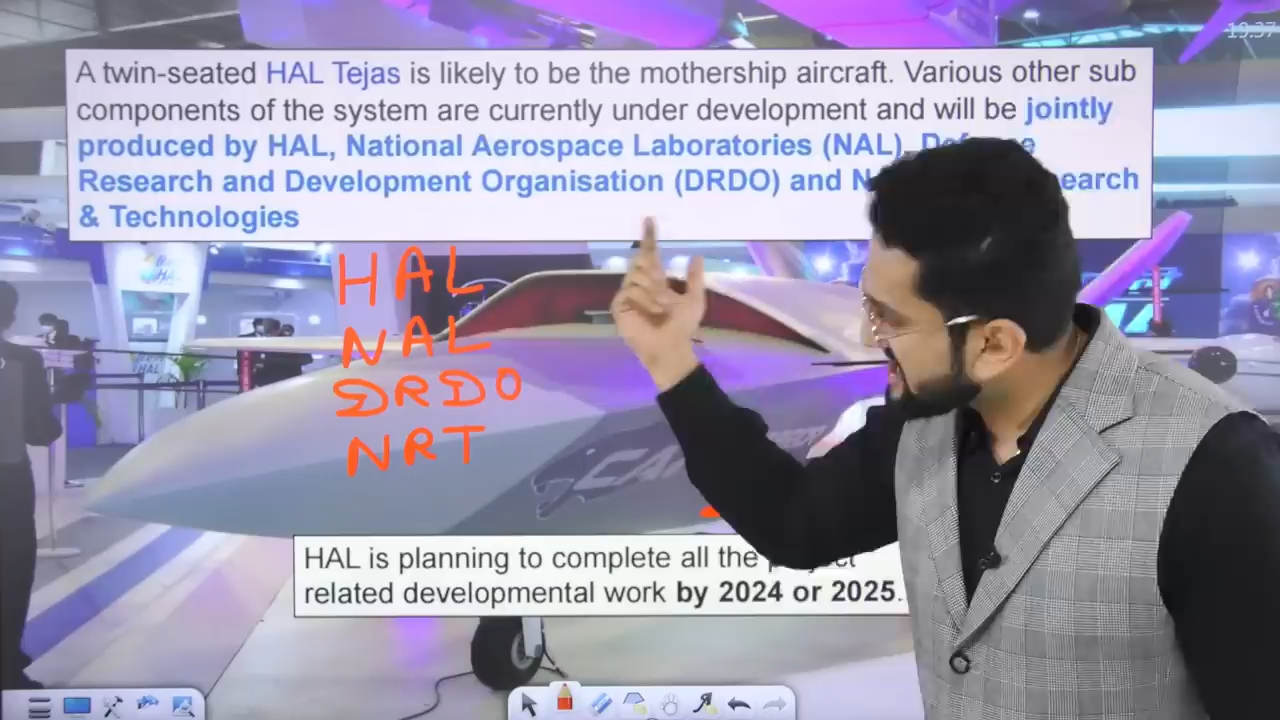 19:37
A twin-seated HAL Tejas is likely to be the mothership aircraft. Various other sub
components of the system are currently under development and will be jointly
produced by HAL, National Aerospace Laboratories (NAL),
Research and Development Organisation (DRDO) and
& Technologies
HAL
NAL
DRDO
NRT
HAL is planning to complete all the
related developmental work by 2024 or 2025.